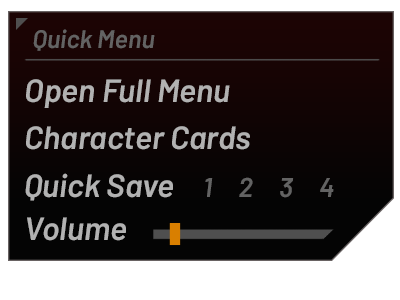 Quick Menu
Open Full Menu
Character Cards
Quick Save 1 2 3 4
Volume